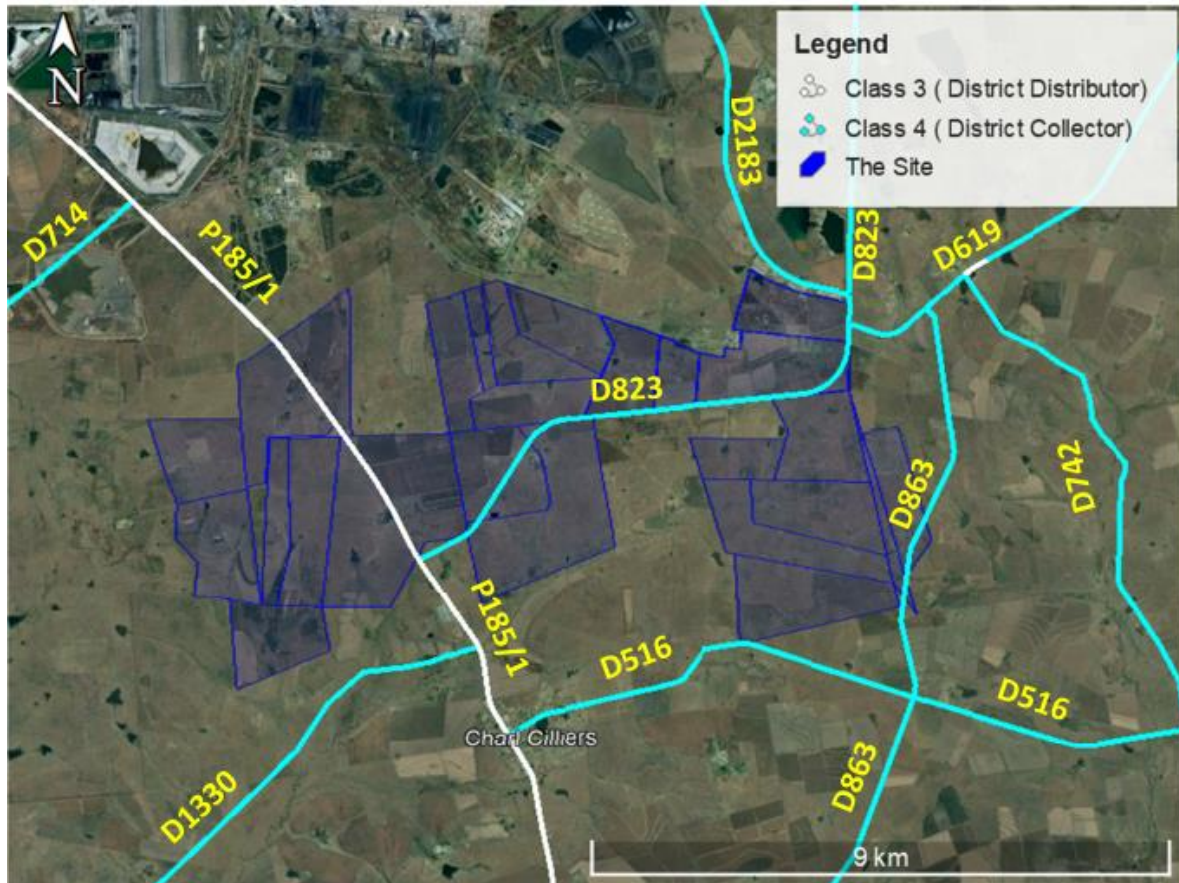 N
Legend
Class 3 ( District Distributor)
Class 4 ( District Collector)
The Site
D2183
D823
D619
D714
P185/1
D823
D863
D742
P185/1
D516
D516
Charl Cilliers
D863
D1330
9 km